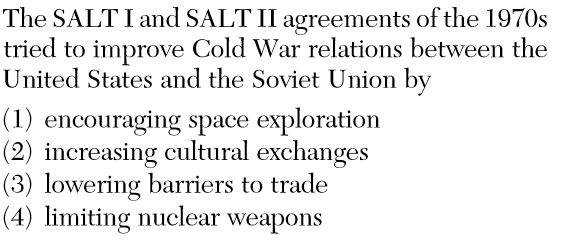 The SALT I and SALT II agreements of the 1970s
tried to improve Cold War relations between the
United States and the Soviet Union by
(1) encouraging space exploration
(2) increasing cultural exchanges
(3) lowering barriers to trade
(4) limiting nuclear weapons